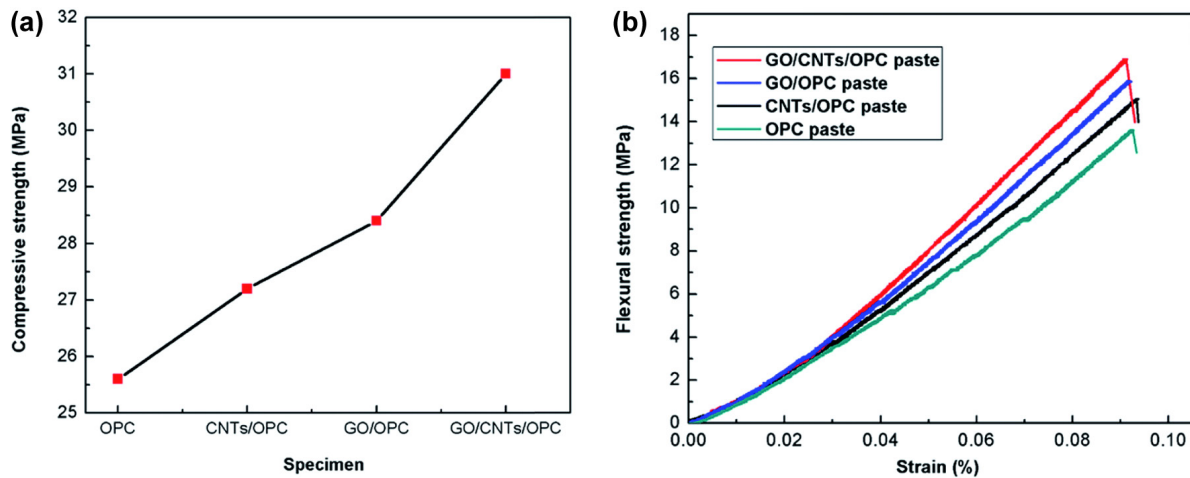 (a)
Compressive strength (MPa)
32
31
30
29
28
27
26
25
OPC
CNTs/OPC
GO/OPC
GO/CNTs/OPC
Specimen
(b)
Flexural strength (MPa)
18
16
14
12
10
8
6
4
2
0
GO/CNTs/OPC paste
GO/OPC paste
CNTs/OPC paste
OPC paste
0.00
0.02
0.04
0.06
0.08
0.10
Strain (%)